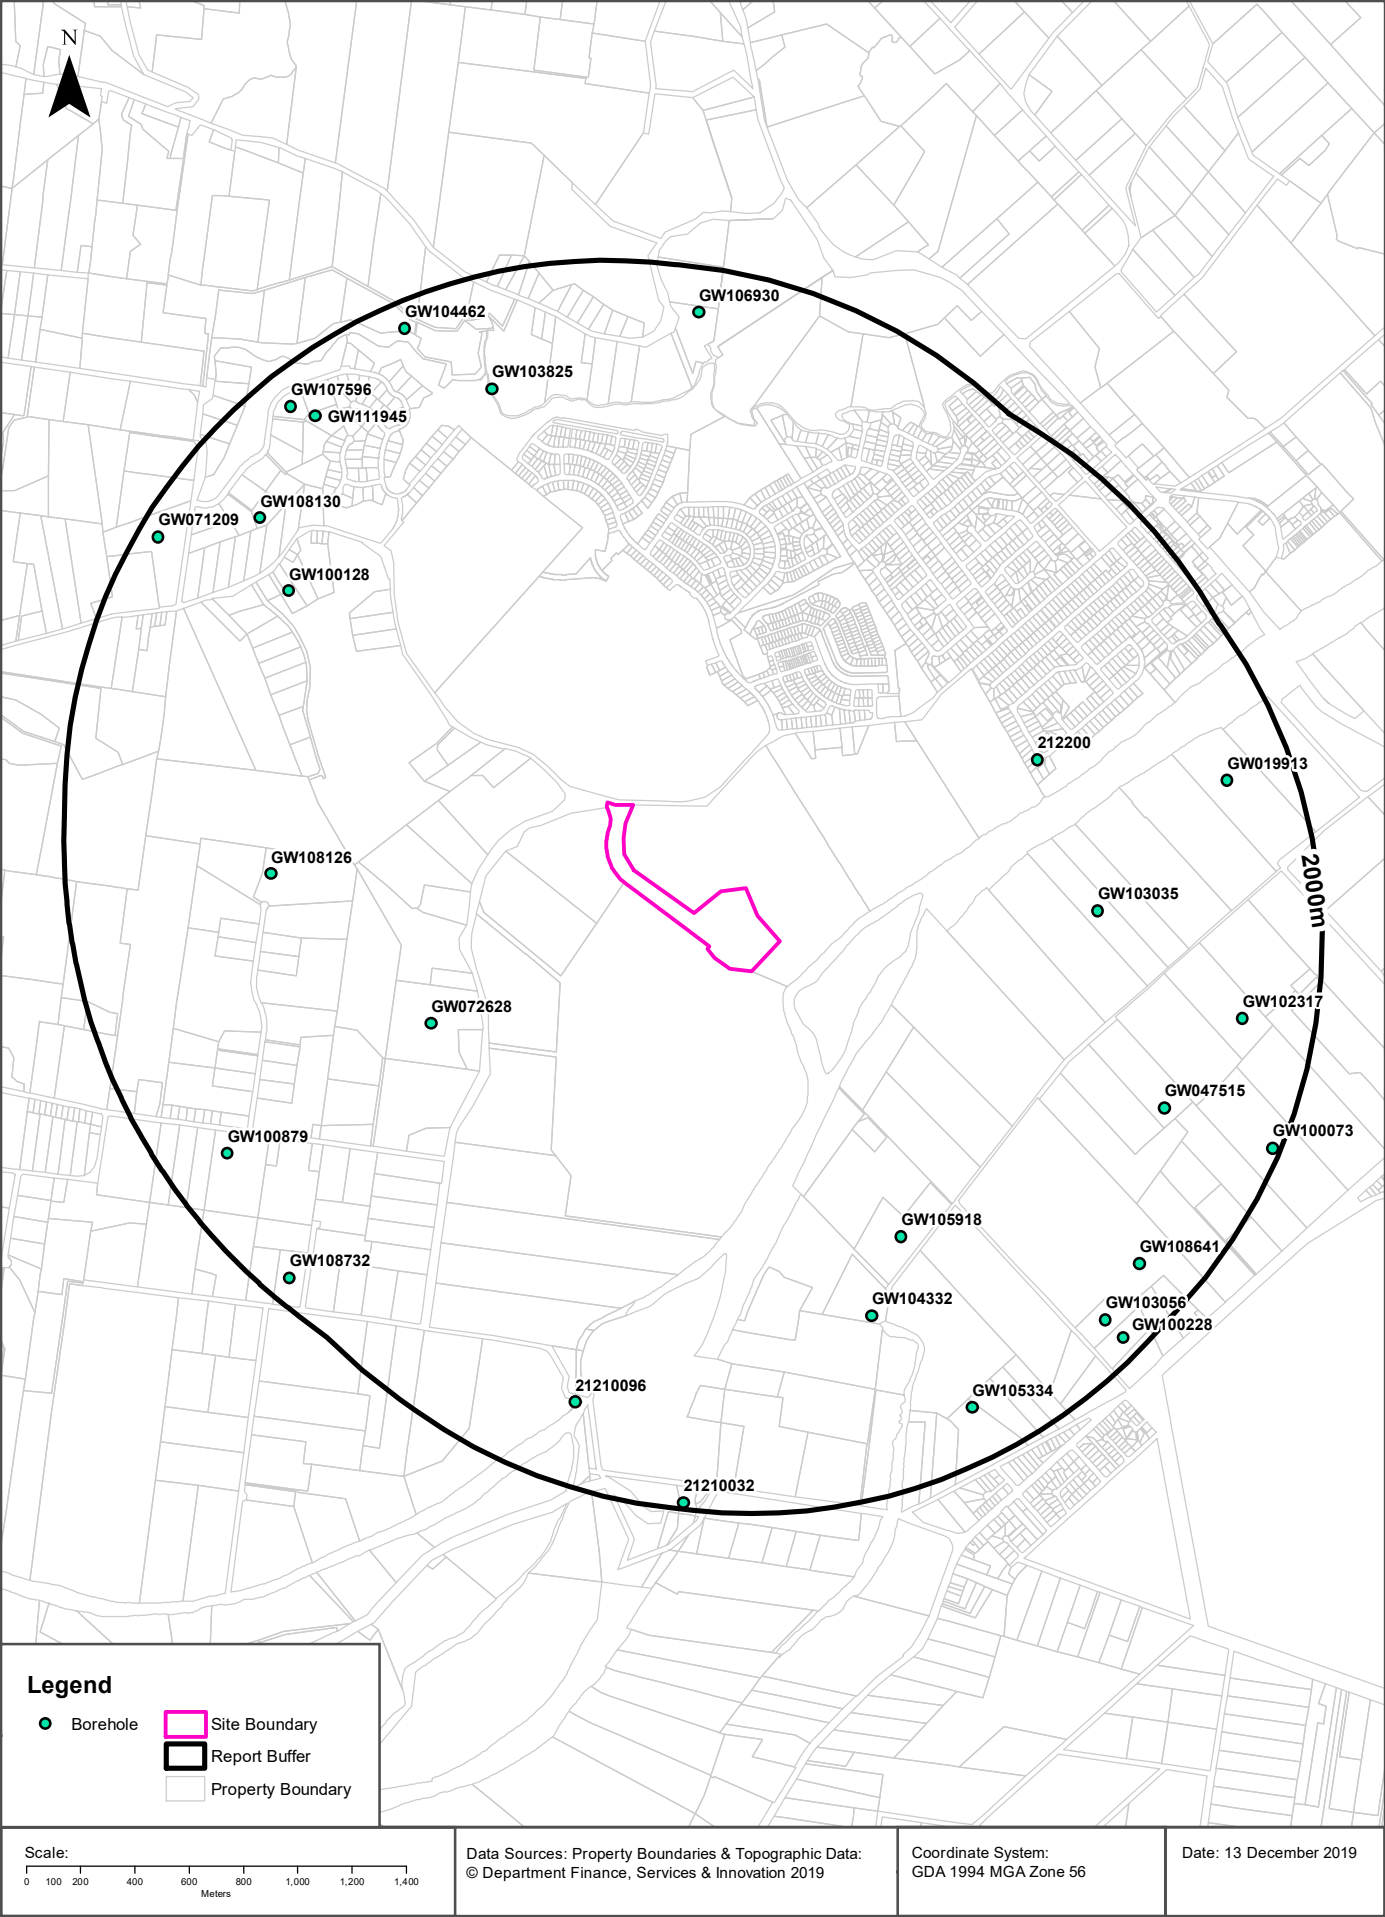 N
GW106930
GW104462
GW103825
GW107596
GW111945
GW108130
GW071209
GW100128
212200
GW019913
2000m
GW108126
GW103035
GW072628
GW102317
GW047515
GW100073
GW100879
GW105918
GW108641
GW108732
GW104332
GW103056
GW100228
21210096
GW105334
21210032
Legend
Borehole
Site Boundary
Report Buffer
Property Boundary
Scale:
0 100 200 400 600 800 1,000 1,200 1,400
Meters
Data Sources: Property Boundaries & Topographic Data:
© Department Finance, Services & Innovation 2019
Coordinate System:
GDA 1994 MGA Zone 56
Date: 13 December 2019